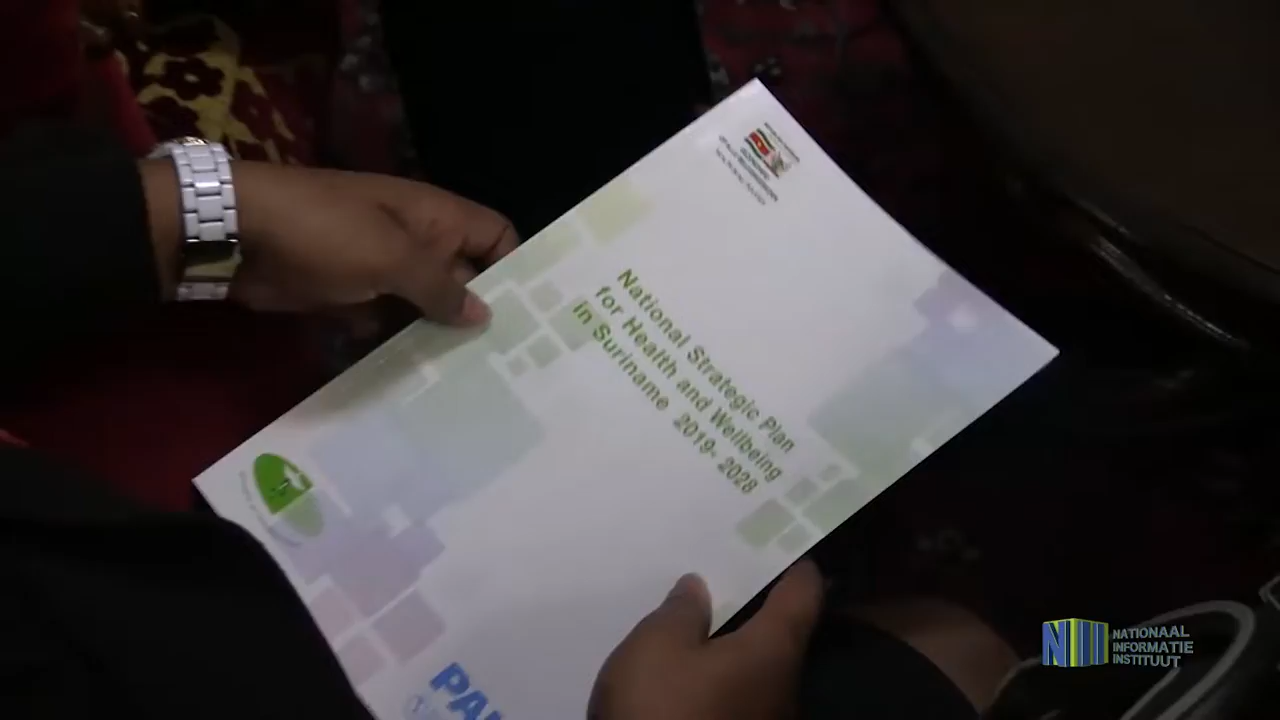 National Strategic Plan
for Health and Wellbeing
in Suriname 2019- 2028
NATIONAAL
INFORMATIE
INSTITUUT